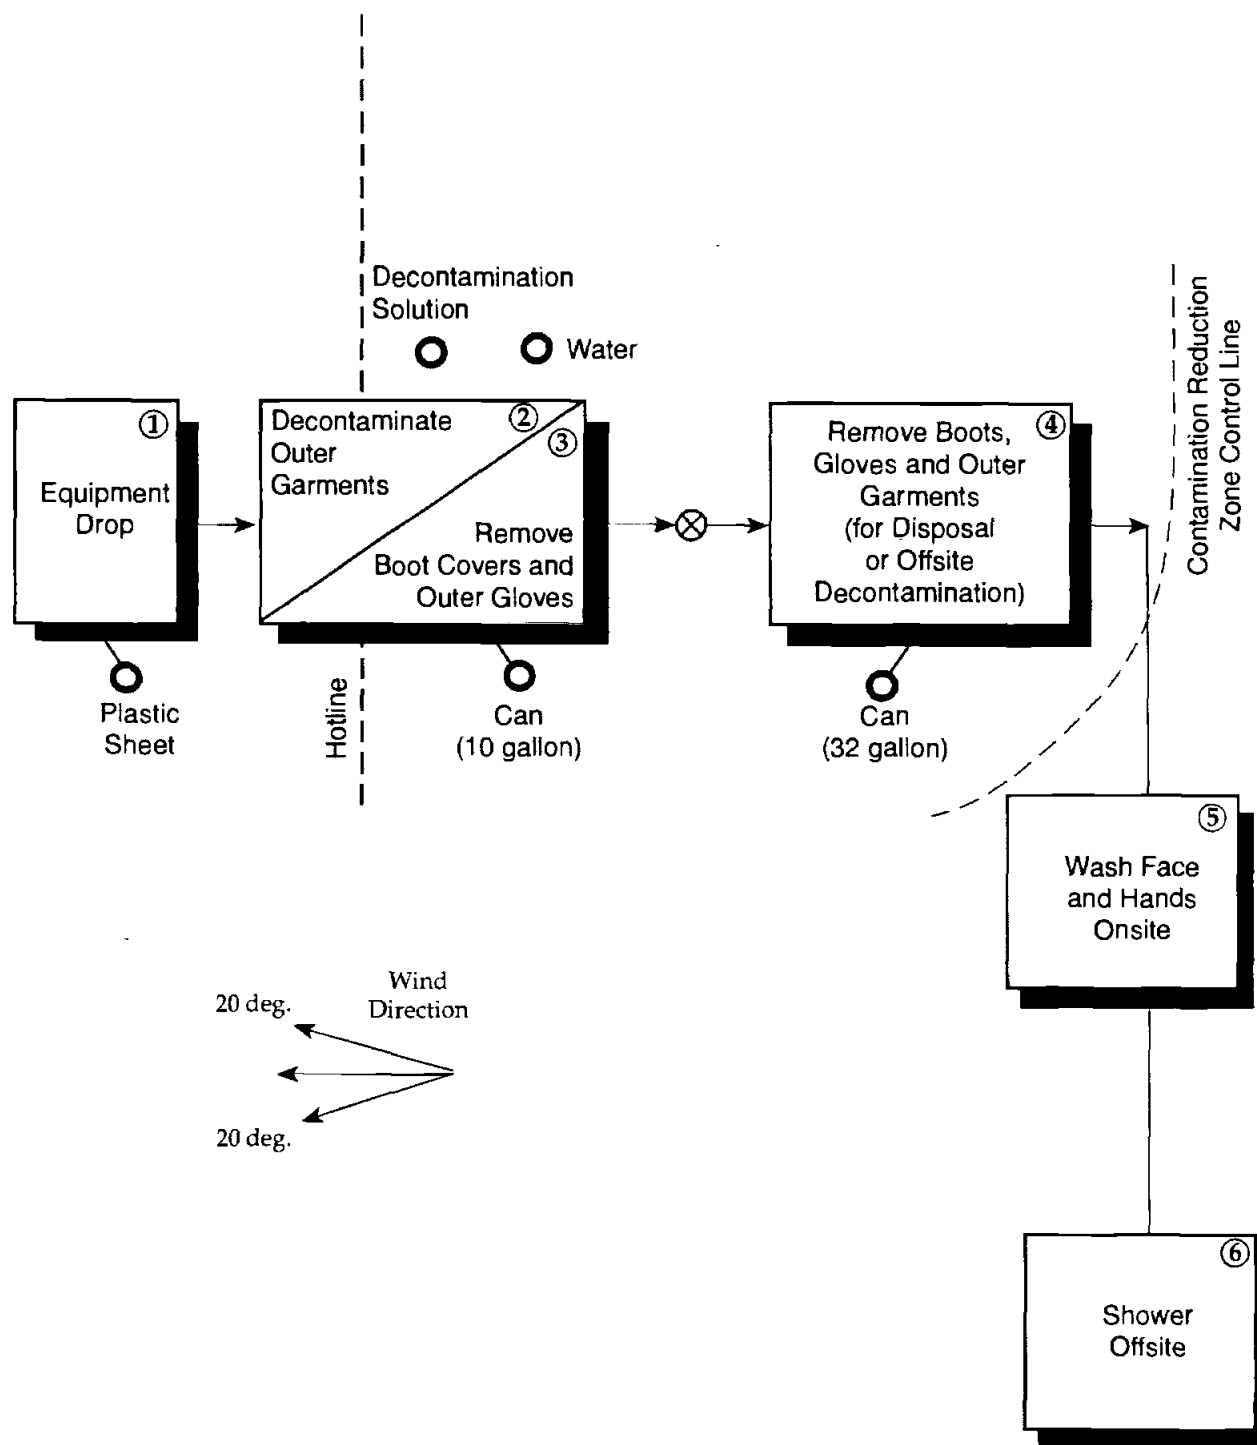 Decontamination
Solution
Water
①
Equipment
Drop
Plastic
Sheet
②
Decontaminate
Outer
Garments
③
Remove
Boot Covers and
Outer Gloves
Hotline
Can
(10 gallon)
④
Remove Boots,
Gloves and Outer
Garments
(for Disposal
or Offsite
Decontamination)
Can
(32 gallon)
Contamination Reduction
Zone Control Line
⑤
Wash Face
and Hands
Onsite
Wind
Direction
20 deg.
20 deg.
⑥
Shower
Offsite